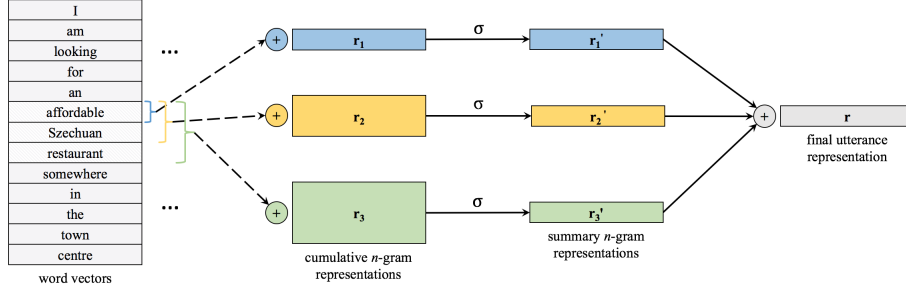 I
am
looking
for
an
affordable
Szechuan
restaurant
somewhere
in
the
town
centre
word vectors
...
...
+
r₁
σ
r₁'
+
r₂
σ
r₂'
+
r₃
σ
r₃'
cumulative n-gram
representations
summary n-gram
representations
+
r
final utterance
representation